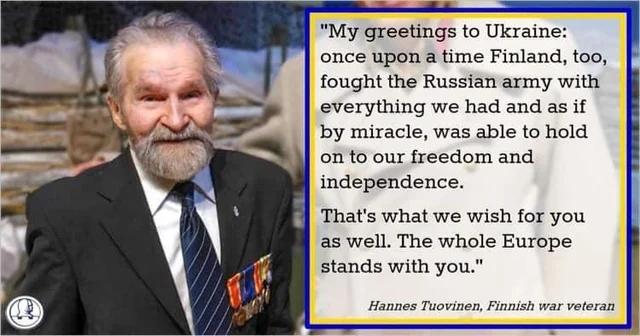 "My greetings to Ukraine:
once upon a time Finland, too,
fought the Russian army with
everything we had and as if
by miracle, was able to hold
on to our freedom and
independence.
That's what we wish for you
as well. The whole Europe
stands with you."
Hannes Tuovinen, Finnish war veteran